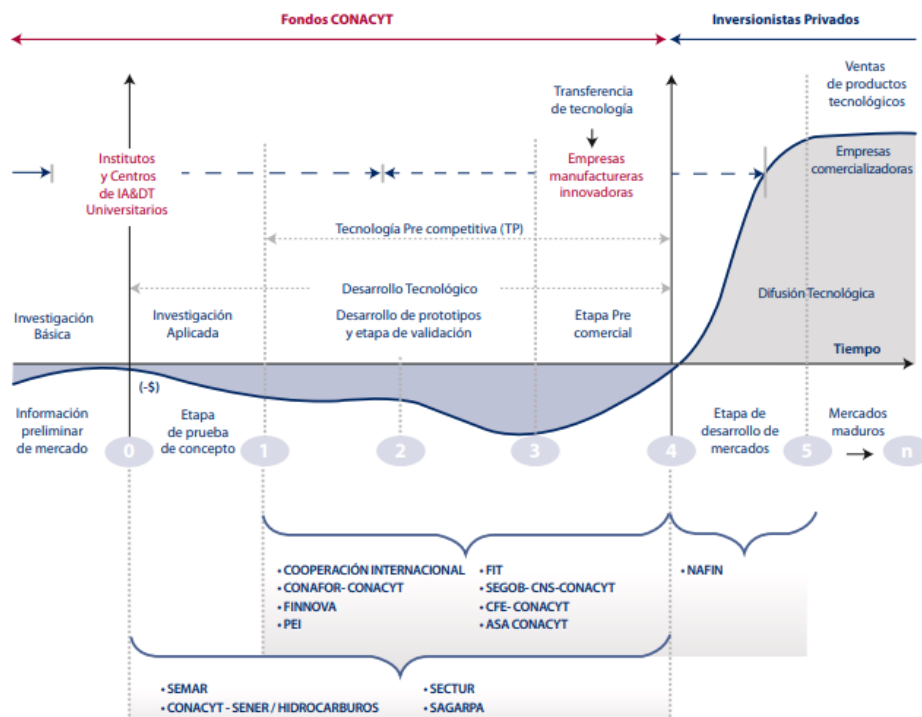 Fondos CONACYT
Inversionistas Privados
Ventas
de productos
tecnológicos
Transferencia
de tecnología
Institutos
y Centros
de IA&DT
Universitarios
Empresas
manufactureras
innovadoras
Empresas
comercializadoras
Tecnología Pre competitiva (TP)
Desarrollo Tecnológico
Difusión Tecnológica
Investigación
Básica
Investigación
Aplicada
Desarrollo de prototipos
y etapa de validación
Etapa Pre
comercial
Tiempo
(-$)
Información
preliminar
de mercado
Etapa
de prueba
de concepto
Etapa de
desarrollo de
mercados
Mercados
maduros
0
1
2
3
4
5
n
• COOPERACIÓN INTERNACIONAL
• CONAFOR- CONACYT
• FINNOVA
• PEI
• FIT
• SEGOB- CNS-CONACYT
• CFE- CONACYT
• ASA CONACYT
• NAFIN
• SEMAR
• CONACYT - SENER / HIDROCARBUROS
• SECTUR
• SAGARPA